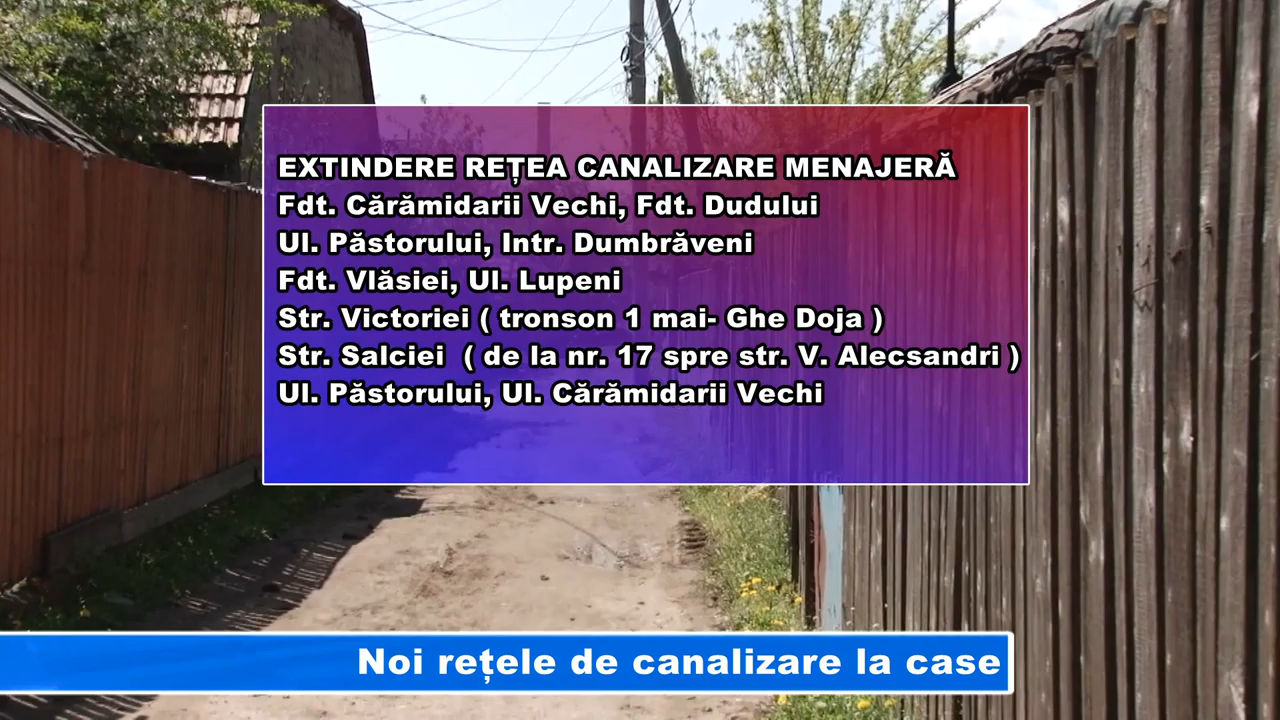 EXTINDERE REȚEA CANALIZARE MENAJERĂ
Fdt. Cărămidarii Vechi, Fdt. Dudului
Ul. Păstorului, Intr. Dumbrăveni
Fdt. Vlăsiei, Ul. Lupeni
Str. Victoriei ( tronson 1 mai- Ghe Doja )
Str. Salciei  ( de la nr. 17 spre str. V. Alecsandri )
Ul. Păstorului, Ul. Cărămidarii Vechi
Noi rețele de canalizare la case